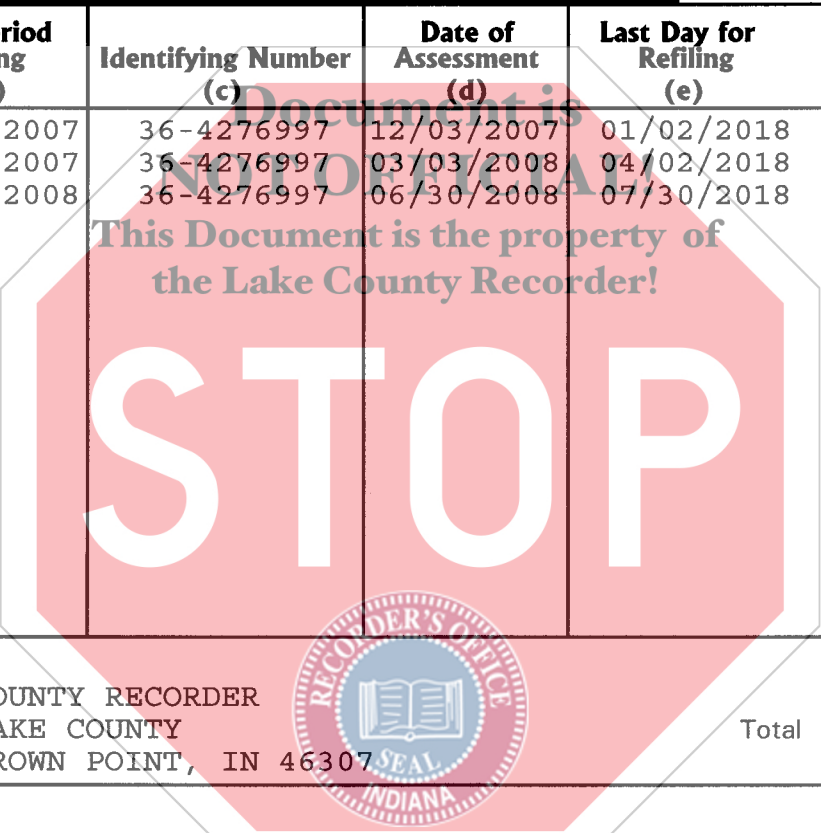 riod Date of Last Day for
ng Identifying Number Assessment Refiling
) (c) (d) (e)
2007 36-4276997 12/03/2007 01/02/2018
2007 36-4276997 03/03/2008 04/02/2018
2008 36-4276997 06/30/2008 07/30/2018
Document is
NOT OFFICIAL!
This Document is the property of
the Lake County Recorder!
STOP
OUNTY RECORDER
AKE COUNTY Total
ROWN POINT, IN 46307
RECORDER'S OFFICE
SEAL
INDIANA